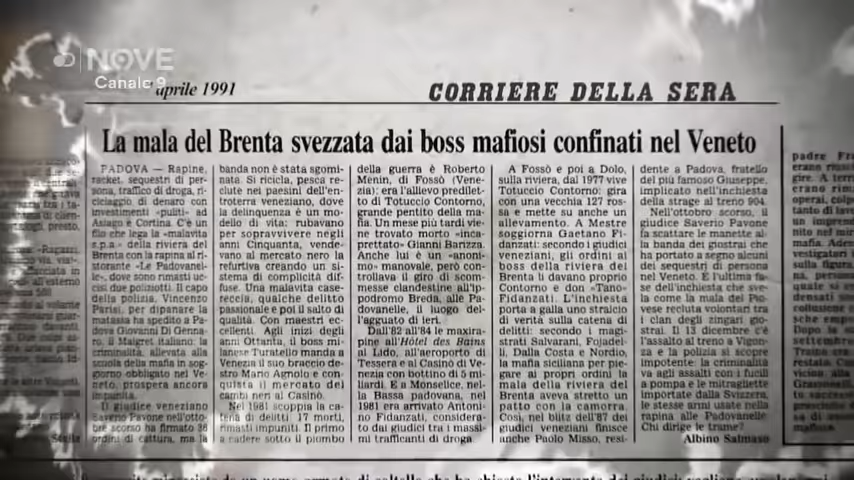 NOVE
Canale 9
aprile 1991
CORRIERE DELLA SERA
La mala del Brenta svezzata dai boss mafiosi confinati nel Veneto
PADOVA — Rapine,
racket, sequestri di per-
sona, traffico di droga, ri-
ciclaggio di denaro con
investimenti «puliti» ad
Asiago e Cortina. C'è un
filo che lega la «malavita
s.p.a.» della riviera del
Brenta con la rapina al ri-
storante «Le Padovanel-
le», dove sono rimasti uc-
cisi due poliziotti. Il capo
della polizia, Vincenzo
Parisi, per dipanare la
matassa ha spedito a Pa-
dova Giovanni Di Genna-
ro, il Maigret italiano: la
criminalità, allevata alla
scuola della mafia in sog-
giorno obbligato nel Ve-
neto, prospera ancora
impunita.
Il giudice veneziano
Saverio Pavone nell'otto-
bre scorso ha firmato 36
ordini di cattura, ma la
banda non è stata sgomi-
nata. Si ricicla, pesca re-
clute nei paesini dell'en-
troterra veneziano, dove
la delinquenza è un mo-
dello di vita: rubavano
per sopravvivere negli
anni Cinquanta, vende-
vano al mercato nero la
refurtiva creando un si-
stema di complicità diffu-
se. Una malavita case-
reccia, qualche delitto
passionale e poi il salto di
qualità. Con maestri ec-
cellenti. Agli inizi degli
anni Ottanta, il boss mi-
lanese Turatello manda a
Venezia il suo braccio de-
stro Mario Agnolo e con-
quista il mercato dei
cambi neri al Casinò.
Nel 1981 scoppia la cac-
cia di delitti: 17 morti,
rimasti impuniti. Il primo
a cadere sotto il piombo
della guerra è Roberto
Menin, di Fossò (Vene-
zia): era l'allievo prediletto
di Totuccio Contorno,
grande pentito della ma-
fia. Un mese più tardi vie-
ne trovato morto «inca-
prettato» Gianni Barizza.
Anche lui è un «anoni-
mo» manovale, però con-
trollava il giro di scom-
messe clandestine all'ip-
podromo Breda, alle Pa-
dovanelle, il luogo del-
l'agguato di ieri.
Dall'82 all'84 le maxira-
pine all'Hôtel des Bains
al Lido, all'aeroporto di
Tessera e al Casinò di Ve-
nezia con bottino di 5 mi-
liardi. E a Monselice, nel-
la Bassa padovana, nel
1981 era arrivato Antoni-
no Fidanzati, considera-
to dai giudici tra i massi-
mi trafficanti di droga.
A Fossò e poi a Dolo,
sulla riviera, dal 1977 vive
Totuccio Contorno: gira
con una vecchia 127 ros-
sa e mette su anche un
allevamento. A Mestre
soggiorna Gaetano Fi-
danzati: secondo i giudici
veneziani, gli ordini al
boss della riviera del
Brenta li davano proprio
Contorno e don «Tano»
Fidanzati. L'inchiesta
porta a galla uno stralcio
di verità sulla catena di
delitti: secondo i ma-
gistrati Salvarani, Fojadel-
li, Dalla Costa e Nordio,
la mafia siciliana per pie-
gare ai propri ordini la
mala della riviera del
Brenta aveva stretto un
patto con la camorra.
Così, nel blitz dell'87 dei
giudici veneziani finisce
anche Paolo Misso, resi-
dente a Padova, fratello
del più famoso Giuseppe,
implicato nell'inchiesta
della strage al treno 904.
Nell'ottobre scorso, il
giudice Saverio Pavone
fa scattare le manette al-
la banda dei giostrai che
ha portato a segno alcuni
dei sequestri di persona
nel Veneto. E l'ultima fa-
se dell'inchiesta che sve-
la come la mala del Pio-
vese recluta volontari tra
i clan degli zingari gio-
strai. Il 13 dicembre c'è
l'assalto al treno a Vigon-
za e la polizia si scopre
impotente: la criminalità
va agli assalti con i fucili
a pompa e le mitragliette
importate dalla Svizzera,
le stesse armi usate nella
rapina alle Padovanelle.
Chi dirige le trame?
Albino Salmaso